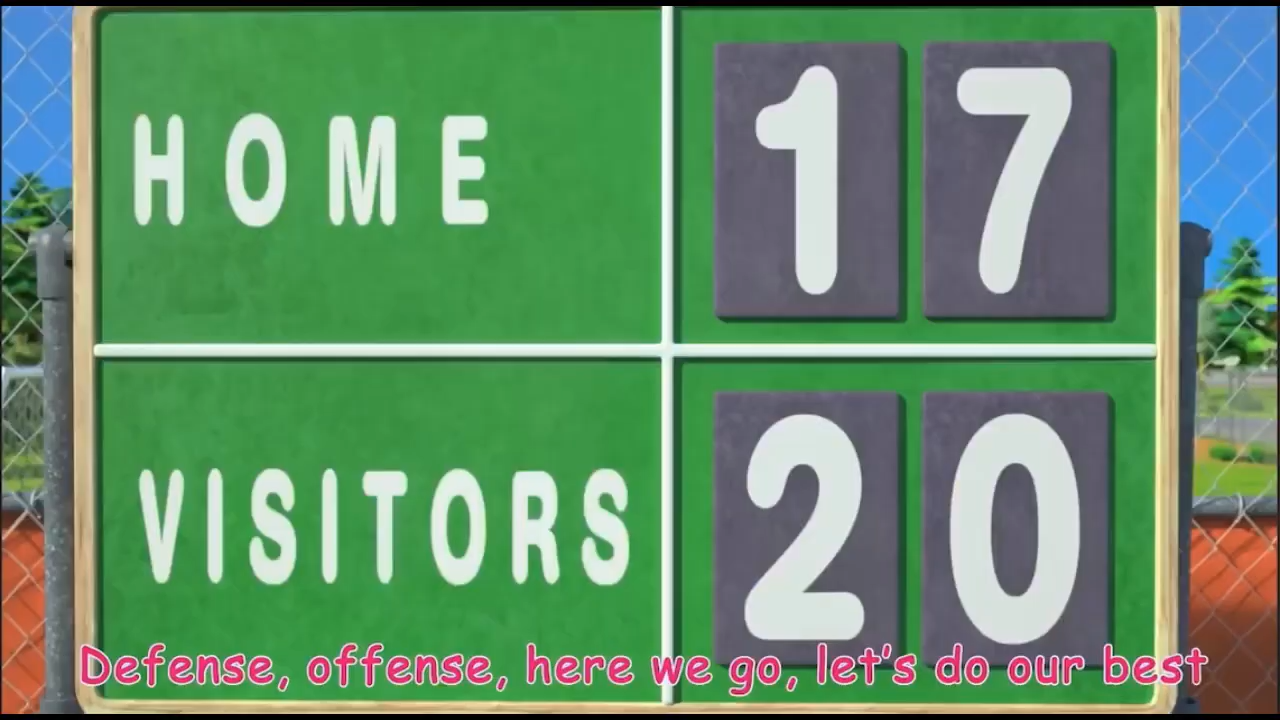 HOME 17
VISITORS 20
Defense, offense, here we go, let's do our best